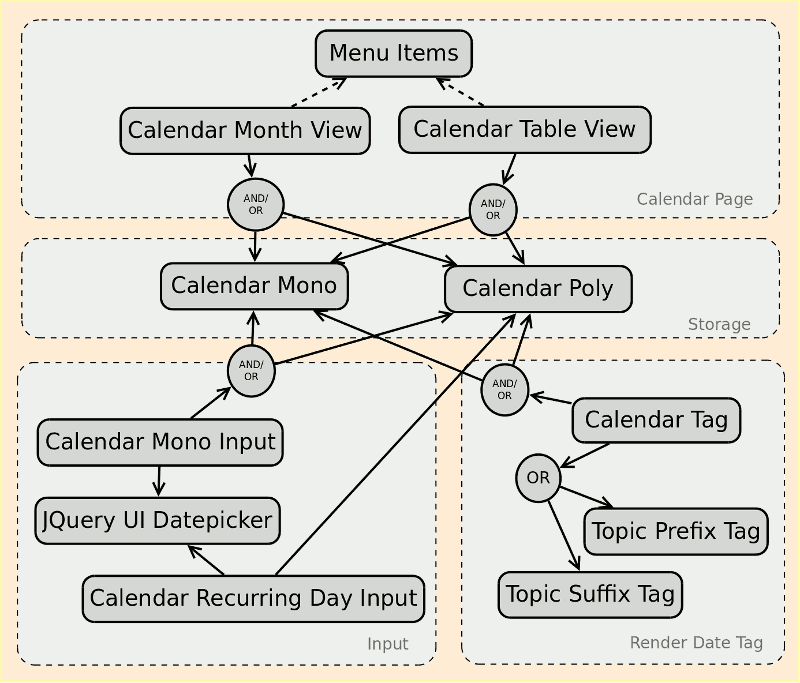 Menu Items
Calendar Month View
Calendar Table View
AND/
OR
AND/
OR
Calendar Page
Calendar Mono
Calendar Poly
Storage
AND/
OR
AND/
OR
Calendar Mono Input
JQuery UI Datepicker
Calendar Recurring Day Input
Input
Calendar Tag
OR
Topic Prefix Tag
Topic Suffix Tag
Render Date Tag